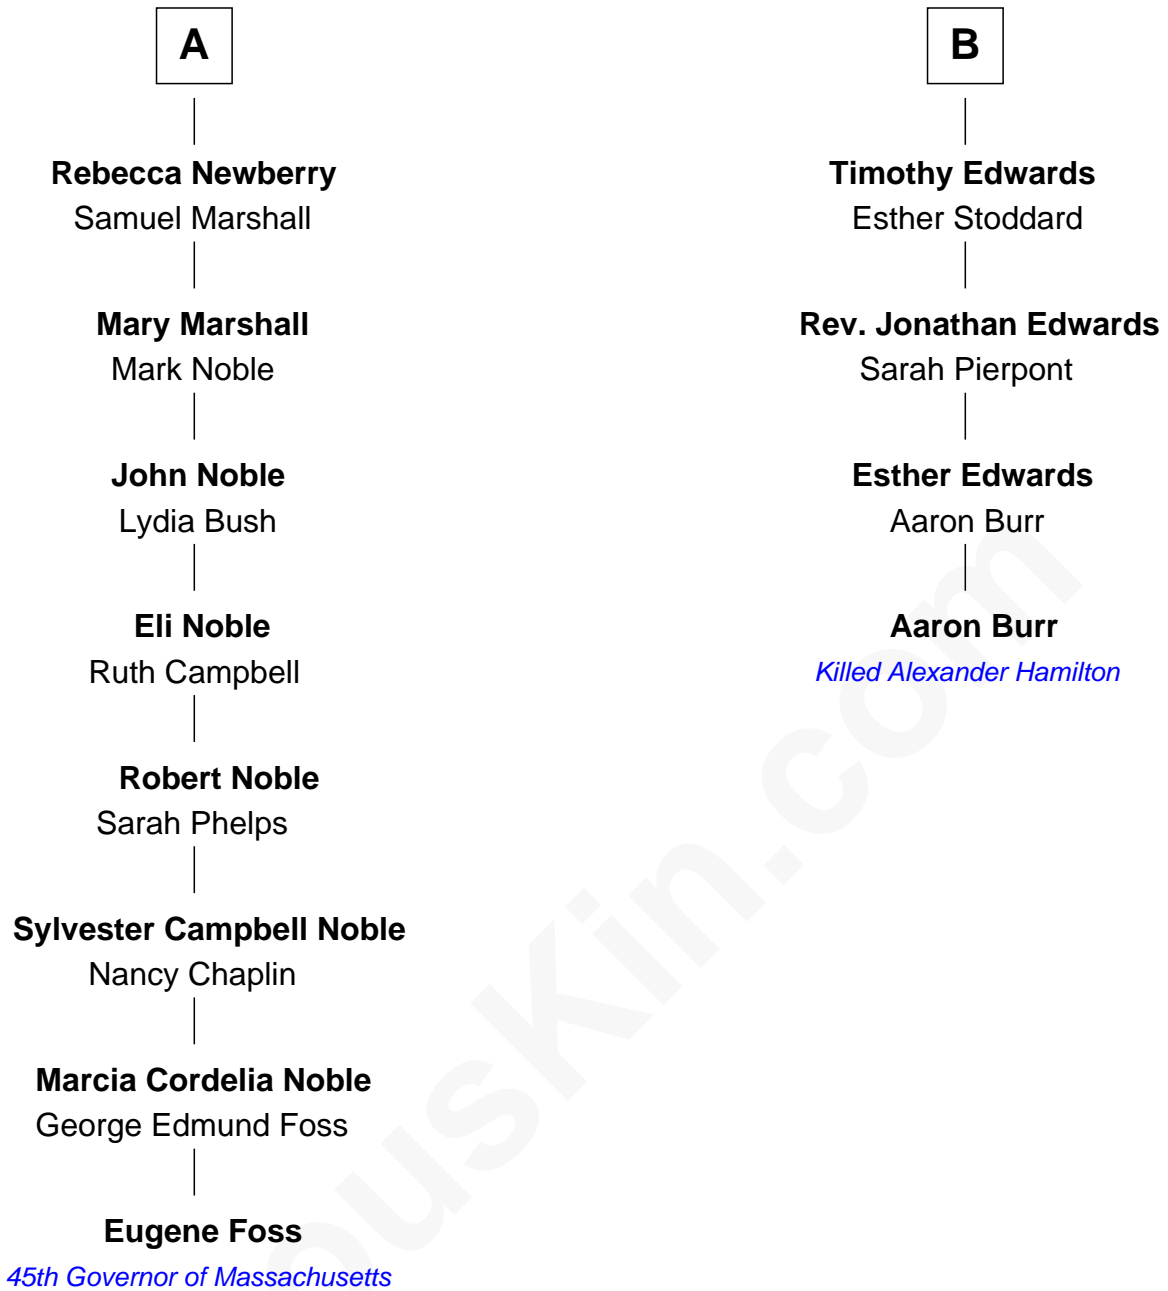 A
Rebecca Newberry
Samuel Marshall
Mary Marshall
Mark Noble
John Noble
Lydia Bush
Eli Noble
Ruth Campbell
Robert Noble
Sarah Phelps
Sylvester Campbell Noble
Nancy Chaplin
Marcia Cordelia Noble
George Edmund Foss
Eugene Foss
45th Governor of Massachusetts
B
Timothy Edwards
Esther Stoddard
Rev. Jonathan Edwards
Sarah Pierpont
Esther Edwards
Aaron Burr
Aaron Burr
Killed Alexander Hamilton
ousKin.com